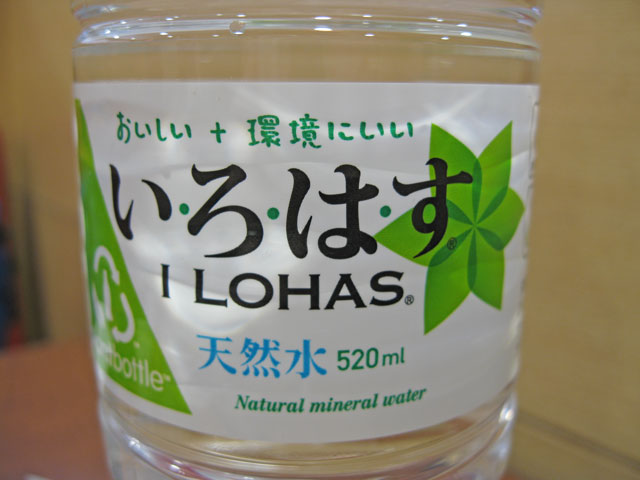 おいしい + 環境にいい
い・ろ・は・す®
I LOHAS®
天然水 520ml
Natural mineral water
bottle™